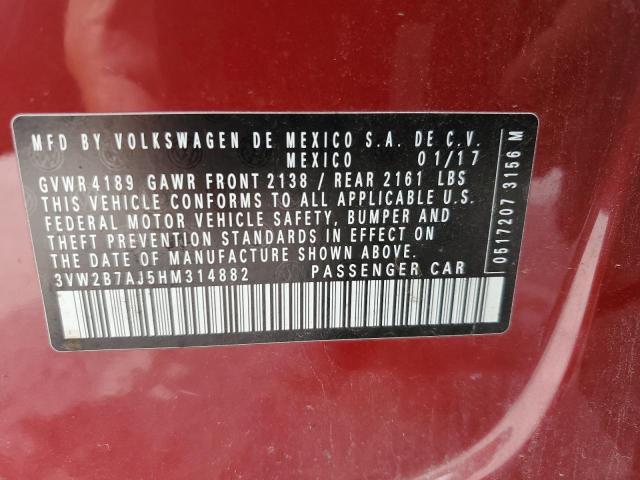 MFD BY VOLKSWAGEN DE MEXICO S.A. DE C.V.
MEXICO 01/17
GVWR 4189 GAWR FRONT 2138 / REAR 2161 LBS
THIS VEHICLE CONFORMS TO ALL APPLICABLE U.S.
FEDERAL MOTOR VEHICLE SAFETY, BUMPER AND
THEFT PREVENTION STANDARDS IN EFFECT ON
THE DATE OF MANUFACTURE SHOWN ABOVE.
3VW2B7AJ5HM314882 PASSENGER CAR
0517207 3156 M